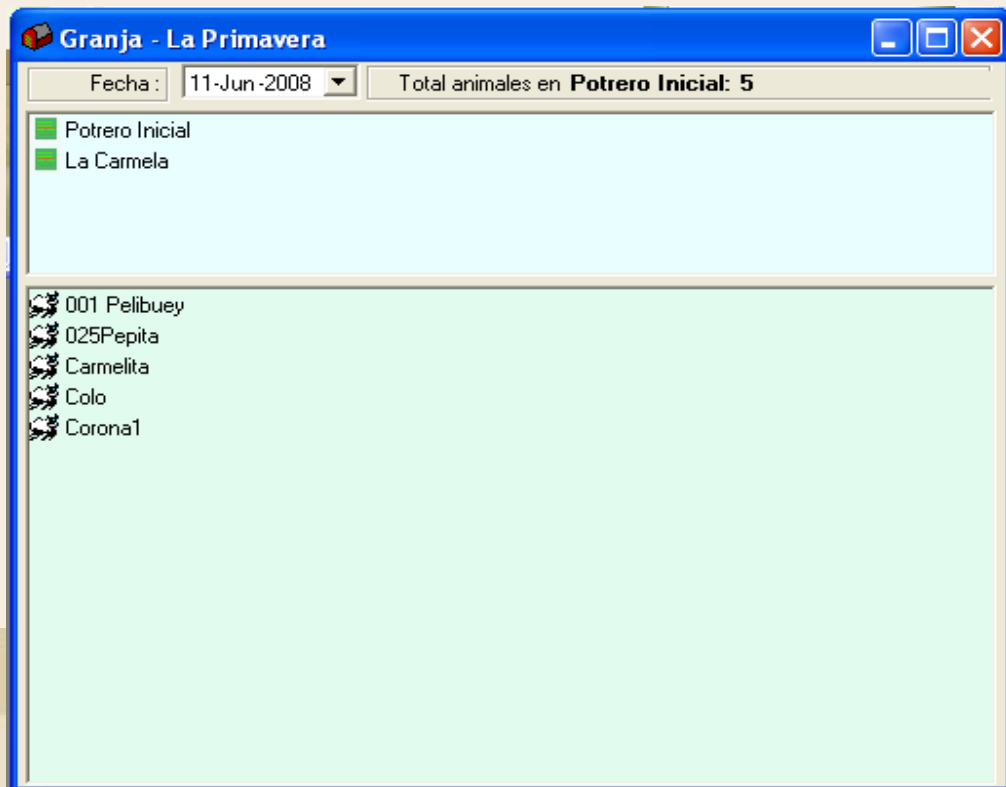 Granja - La Primavera
Fecha : 11-Jun-2008 Total animales en Potrero Inicial: 5
Potrero Inicial
La Carmela
001 Pelibuey
025Pepita
Carmelita
Colo
Corona1